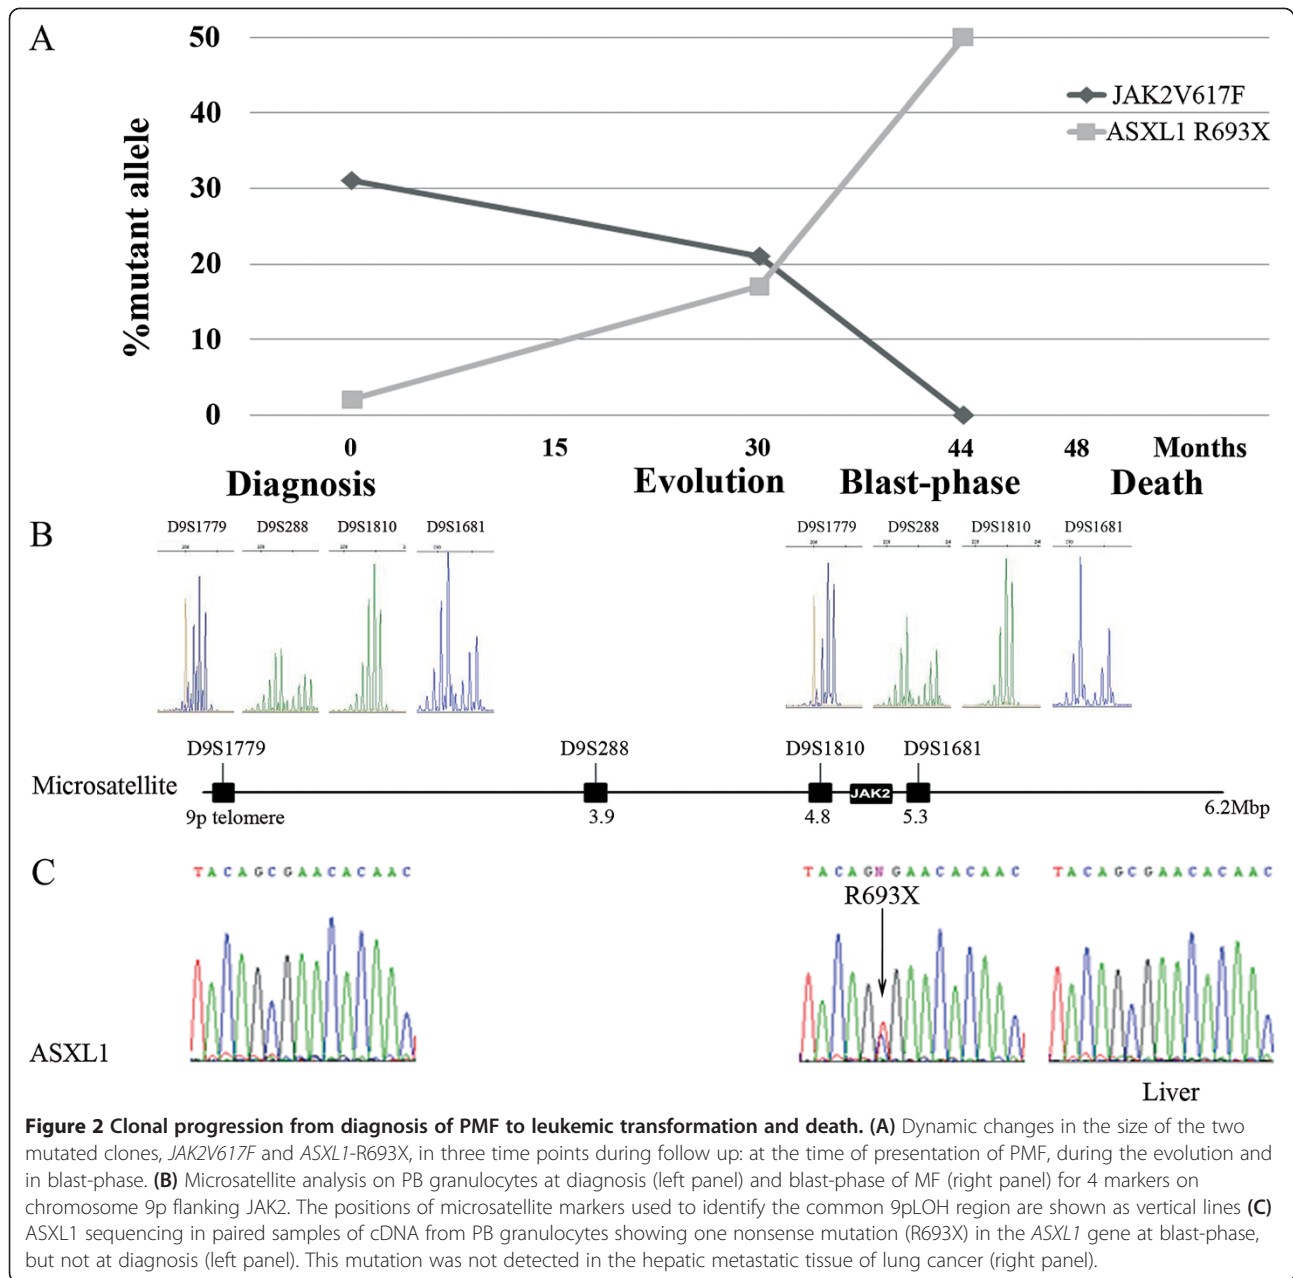 A
50
40
30
20
10
0
%mutant allele
JAK2V617F
ASXL1 R693X
0 15 30 44 48 Months
Diagnosis Evolution Blast-phase Death
B
D9S1779 D9S288 D9S1810 D9S1681 D9S1779 D9S288 D9S1810 D9S1681
D9S1779 D9S288 D9S1810 D9S1681
Microsatellite JAK2
9p telomere 3.9 4.8 5.3 6.2Mbp
C
TACAGCGAACACAAC TACAGNGAACACAAC TACAGCGAACACAAC
R693X
ASXL1
Liver
Figure 2 Clonal progression from diagnosis of PMF to leukemic transformation and death. (A) Dynamic changes in the size of the two
mutated clones, JAK2V617F and ASXL1-R693X, in three time points during follow up: at the time of presentation of PMF, during the evolution and
in blast-phase. (B) Microsatellite analysis on PB granulocytes at diagnosis (left panel) and blast-phase of MF (right panel) for 4 markers on
chromosome 9p flanking JAK2. The positions of microsatellite markers used to identify the common 9pLOH region are shown as vertical lines (C)
ASXL1 sequencing in paired samples of cDNA from PB granulocytes showing one nonsense mutation (R693X) in the ASXL1 gene at blast-phase,
but not at diagnosis (left panel). This mutation was not detected in the hepatic metastatic tissue of lung cancer (right panel).